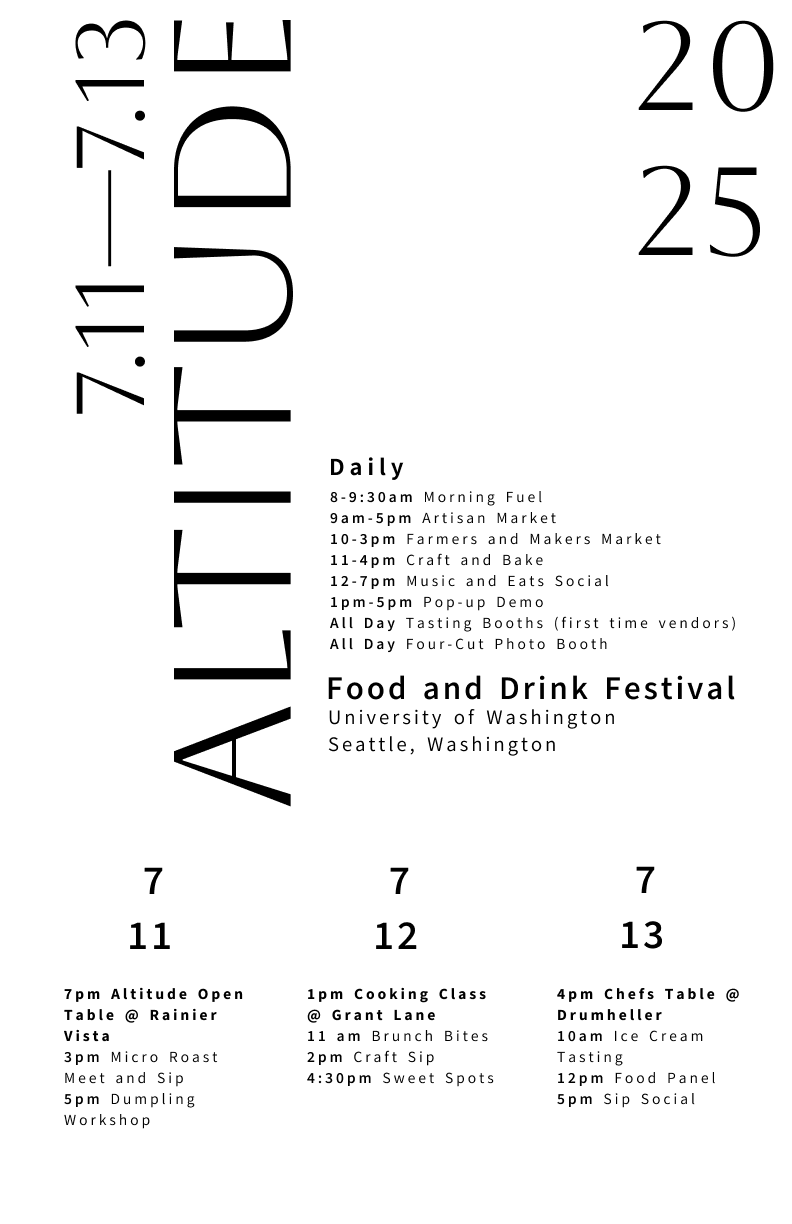 7.11—7.13
ALTITUDE
20
25
Daily
8-9:30am Morning Fuel
9am-5pm Artisan Market
10-3pm Farmers and Makers Market
11-4pm Craft and Bake
12-7pm Music and Eats Social
1pm-5pm Pop-up Demo
All Day Tasting Booths (first time vendors)
All Day Four-Cut Photo Booth
Food and Drink Festival
University of Washington
Seattle, Washington
7
11
7pm Altitude Open
Table @ Rainier
Vista
3pm Micro Roast
Meet and Sip
5pm Dumpling
Workshop
7
12
1pm Cooking Class
@ Grant Lane
11 am Brunch Bites
2pm Craft Sip
4:30pm Sweet Spots
7
13
4pm Chefs Table @
Drumheller
10am Ice Cream
Tasting
12pm Food Panel
5pm Sip Social